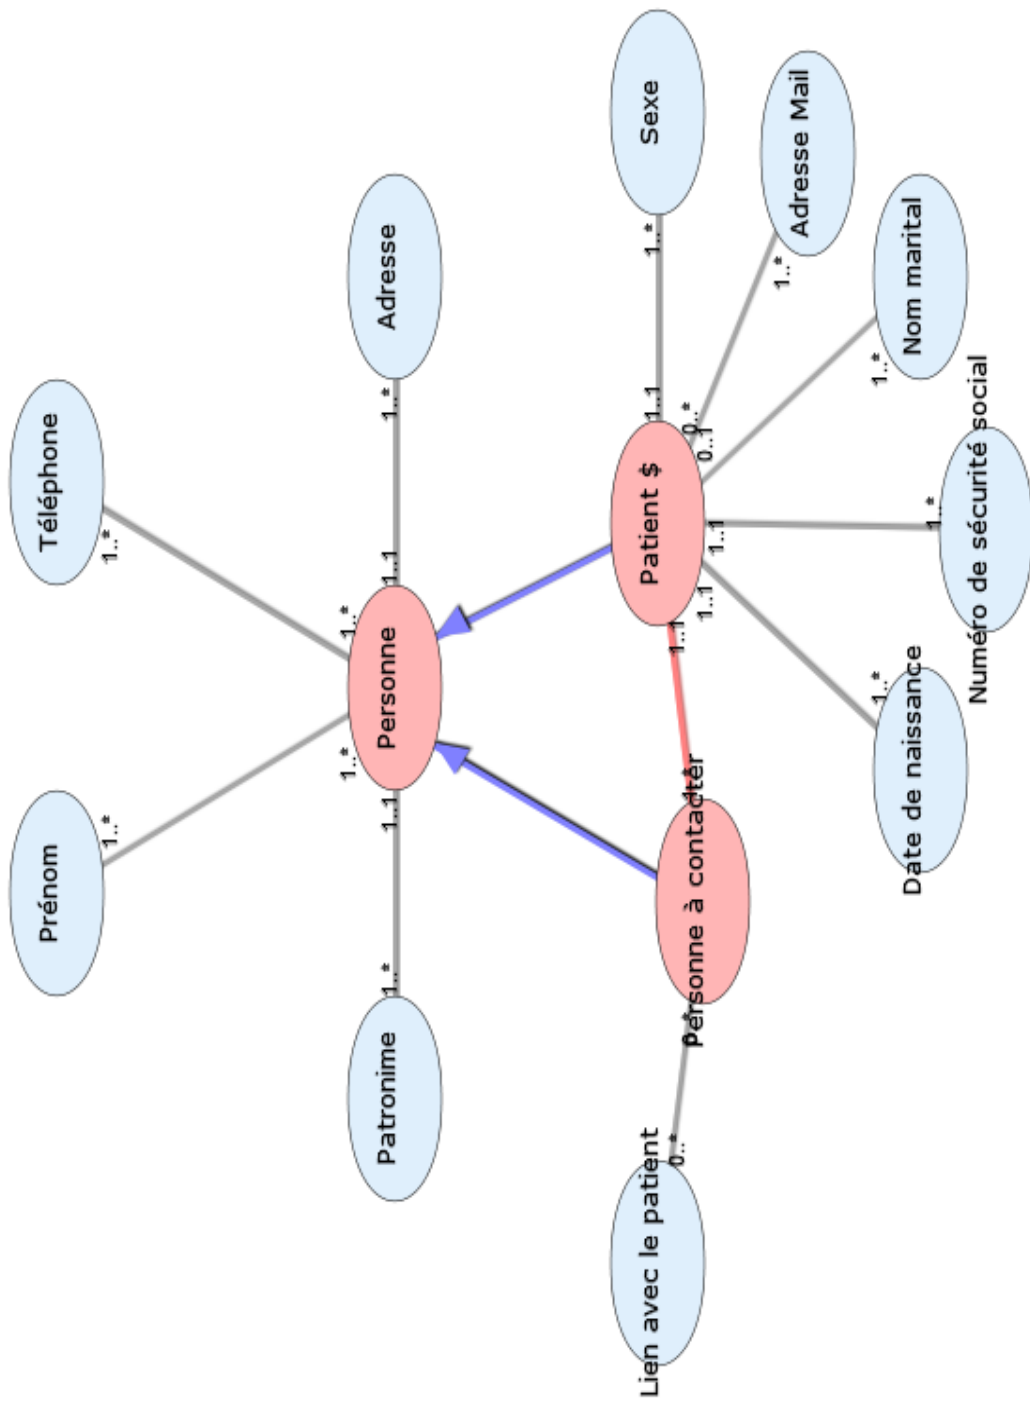 Prénom
Téléphone
1..*
1..*
1..*
1..*
Patronime
1..*
1..1
Personne
1..1
1..*
Adresse
Lien avec le patient
Patient $
1..1
1..*
Sexe
0..*
1..1
Personne à contacter
0..*
1..1
0..1
1..1
1..*
Adresse Mail
1..*
1..*
Date de naissance
Nom marital
1..*
Numéro de sécurité social